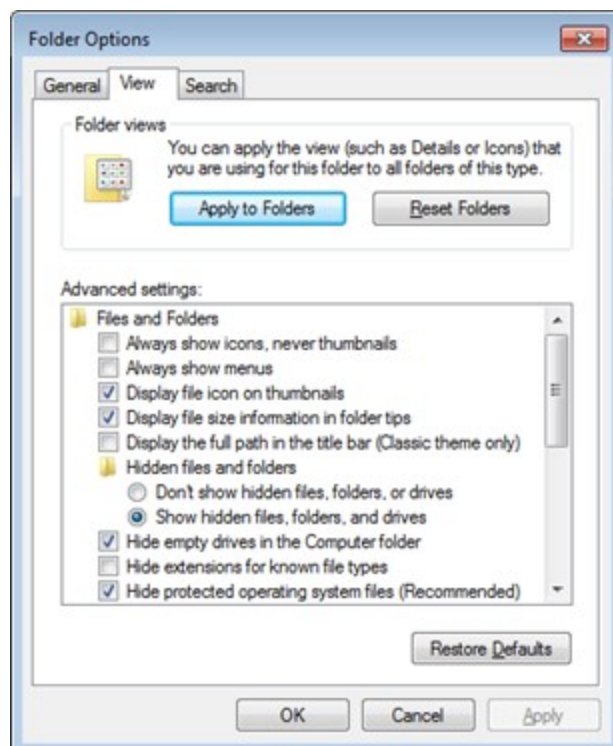 Folder Options
General View Search
Folder views
You can apply the view (such as Details or Icons) that
you are using for this folder to all folders of this type.
Apply to Folders Reset Folders
Advanced settings:
Files and Folders
Always show icons, never thumbnails
Always show menus
Display file icon on thumbnails
Display file size information in folder tips
Display the full path in the title bar (Classic theme only)
Hidden files and folders
Don't show hidden files, folders, or drives
Show hidden files, folders, and drives
Hide empty drives in the Computer folder
Hide extensions for known file types
Hide protected operating system files (Recommended)
Restore Defaults
OK Cancel Apply